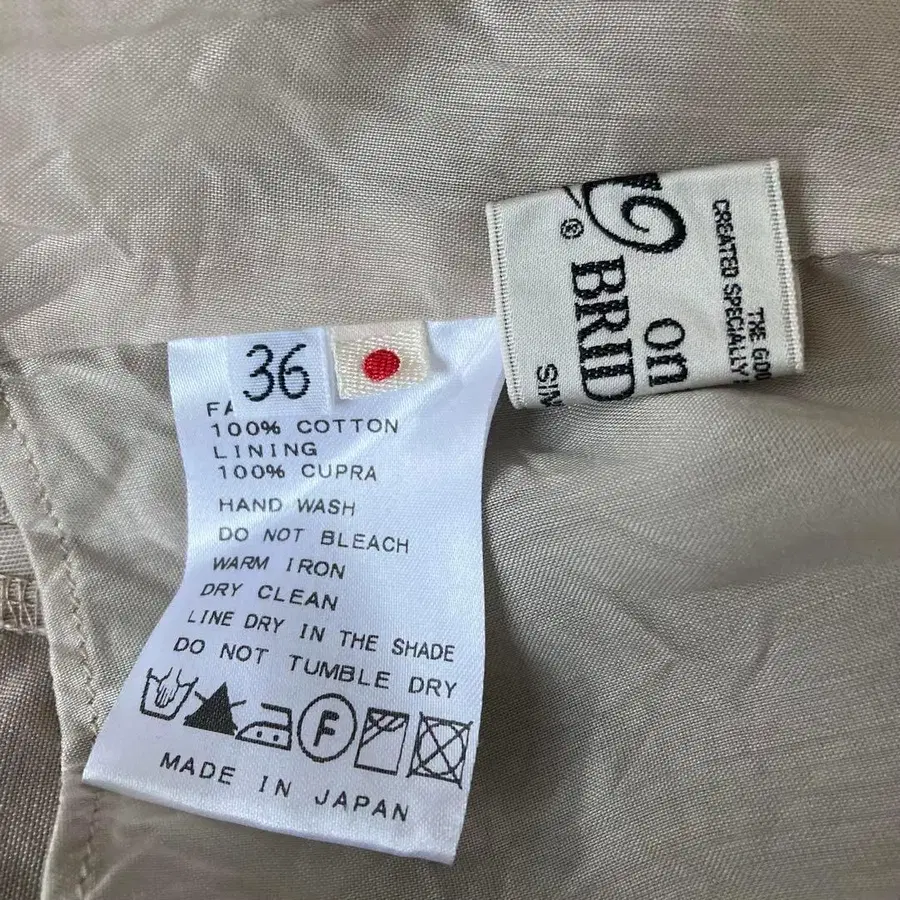 36
100% COTTON
LINING
100% CUPRA
HAND WASH
DO NOT BLEACH
WARM IRON
DRY CLEAN
LINE DRY IN THE SHADE
DO NOT TUMBLE DRY
F
MADE IN JAPAN
®
on
CREATED SPECIALLY